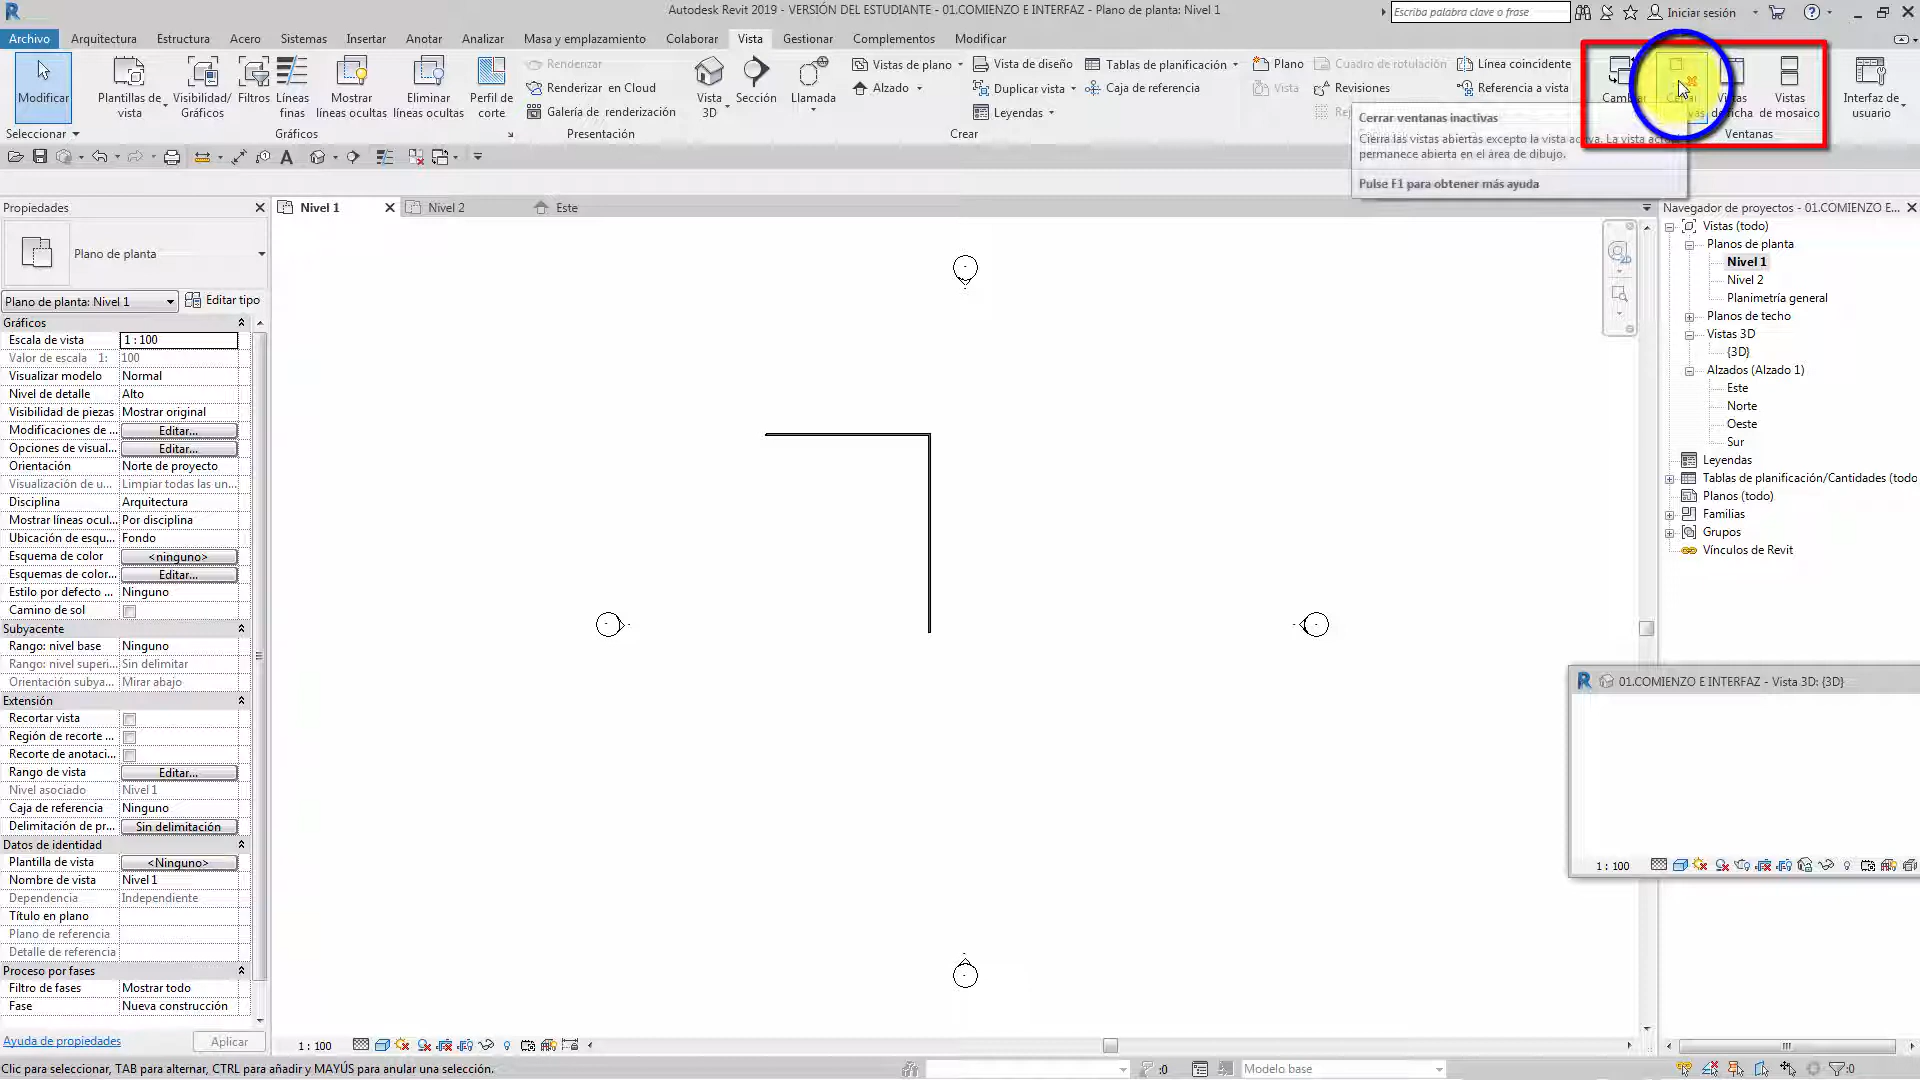 Autodesk Revit 2019 - VERSIÓN DEL ESTUDIANTE - 01.COMIENZO E INTERFAZ - Plano de planta: Nivel 1
Escriba palabra clave o frase
Iniciar sesión
Archivo Arquitectura Estructura Acero Sistemas Insertar Anotar Analizar Masa y emplazamiento Colaborar Vista Gestionar Complementos Modificar
Modificar
Plantillas de vista
Visibilidad/ Gráficos
Filtros
Líneas finas
Mostrar líneas ocultas
Eliminar líneas ocultas
Perfil de corte
Renderizar
Renderizar en Cloud
Galería de renderización
Vista 3D
Sección
Llamada
Vistas de plano
Alzado
Vista de diseño
Duplicar vista
Leyendas
Tablas de planificación
Caja de referencia
Plano
Vista
Cuadro de rotulación
Revisiones
Línea coincidente
Referencia a vista
Vistas de mosaico
Interfaz de usuario
Seleccionar
Gráficos
Presentación
Crear
Ventanas
Cerrar ventanas inactivas
Cierra las vistas abiertas excepto la vista activa. La vista
permanece abierta en el área de dibujo.
Pulse F1 para obtener más ayuda
Propiedades
Nivel 1
Nivel 2
Este
Plano de planta
Plano de planta: Nivel 1
Editar tipo
Gráficos
Escala de vista 1 : 100
Valor de escala 1: 100
Visualizar modelo Normal
Nivel de detalle Alto
Visibilidad de piezas Mostrar original
Modificaciones de ... Editar...
Opciones de visual... Editar...
Orientación Norte de proyecto
Visualización de u... Limpiar todas las un...
Disciplina Arquitectura
Mostrar líneas ocul... Por disciplina
Ubicación de esqu... Fondo
Esquema de color <ninguno>
Esquemas de color... Editar...
Estilo por defecto ... Ninguno
Camino de sol
Subyacente
Rango: nivel base Ninguno
Rango: nivel superi... Sin delimitar
Orientación subya... Mirar abajo
Extensión
Recortar vista
Región de recorte ...
Recorte de anotaci...
Rango de vista Editar...
Nivel asociado Nivel 1
Caja de referencia Ninguno
Delimitación de pr... Sin delimitación
Datos de identidad
Plantilla de vista <Ninguno>
Nombre de vista Nivel 1
Dependencia Independiente
Título en plano
Plano de referencia
Detalle de referencia
Proceso por fases
Filtro de fases Mostrar todo
Fase Nueva construcción
Ayuda de propiedades
Aplicar
Navegador de proyectos - 01.COMIENZO E...
Vistas (todo)
Planos de planta
Nivel 1
Nivel 2
Planimetría general
Planos de techo
Vistas 3D
{3D}
Alzados (Alzado 1)
Este
Norte
Oeste
Sur
Leyendas
Tablas de planificación/Cantidades (todo
Planos (todo)
Familias
Grupos
Vínculos de Revit
01.COMIENZO E INTERFAZ - Vista 3D: {3D}
1 : 100
1 : 100
Clic para seleccionar, TAB para alternar, CTRL para añadir y MAYÚS para anular una selección.
:0
Modelo base
:0